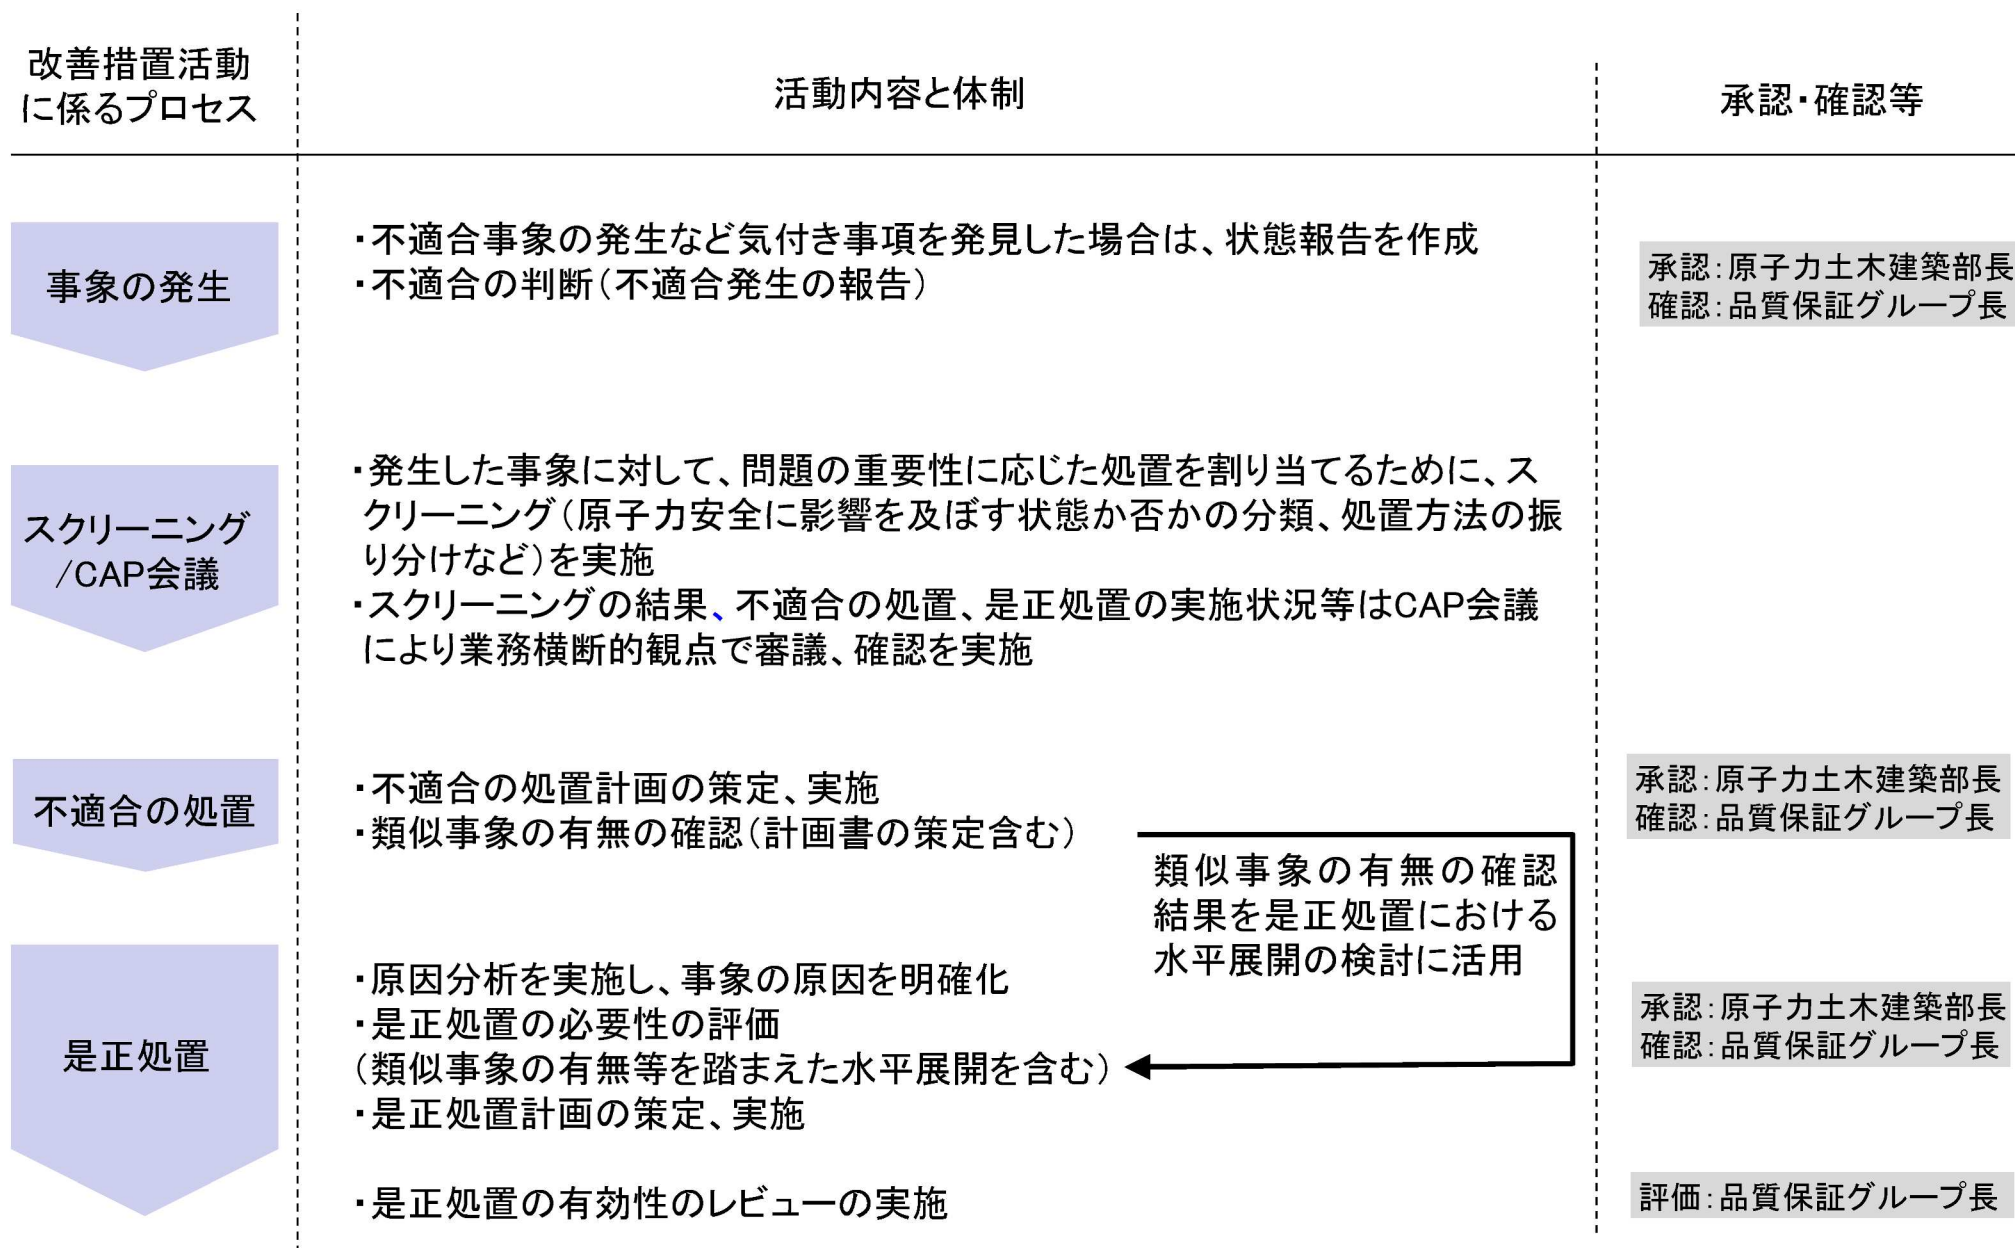 改善措置活動
に係るプロセス
活動内容と体制
承認・確認等
事象の発生
・不適合事象の発生など気付き事項を発見した場合は、状態報告を作成
・不適合の判断(不適合発生の報告)
承認:原子力土木建築部長
確認:品質保証グループ長
スクリーニング
/CAP会議
・発生した事象に対して、問題の重要性に応じた処置を割り当てるために、ス
クリーニング(原子力安全に影響を及ぼす状態か否かの分類、処置方法の振
り分けなど)を実施
・スクリーニングの結果、不適合の処置、是正処置の実施状況等はCAP会議
により業務横断的観点で審議、確認を実施
不適合の処置
・不適合の処置計画の策定、実施
・類似事象の有無の確認(計画書の策定含む)
承認:原子力土木建築部長
確認:品質保証グループ長
類似事象の有無の確認
結果を是正処置における
水平展開の検討に活用
是正処置
・原因分析を実施し、事象の原因を明確化
・是正処置の必要性の評価
(類似事象の有無等を踏まえた水平展開を含む)
・是正処置計画の策定、実施
承認:原子力土木建築部長
確認:品質保証グループ長
・是正処置の有効性のレビューの実施
評価:品質保証グループ長